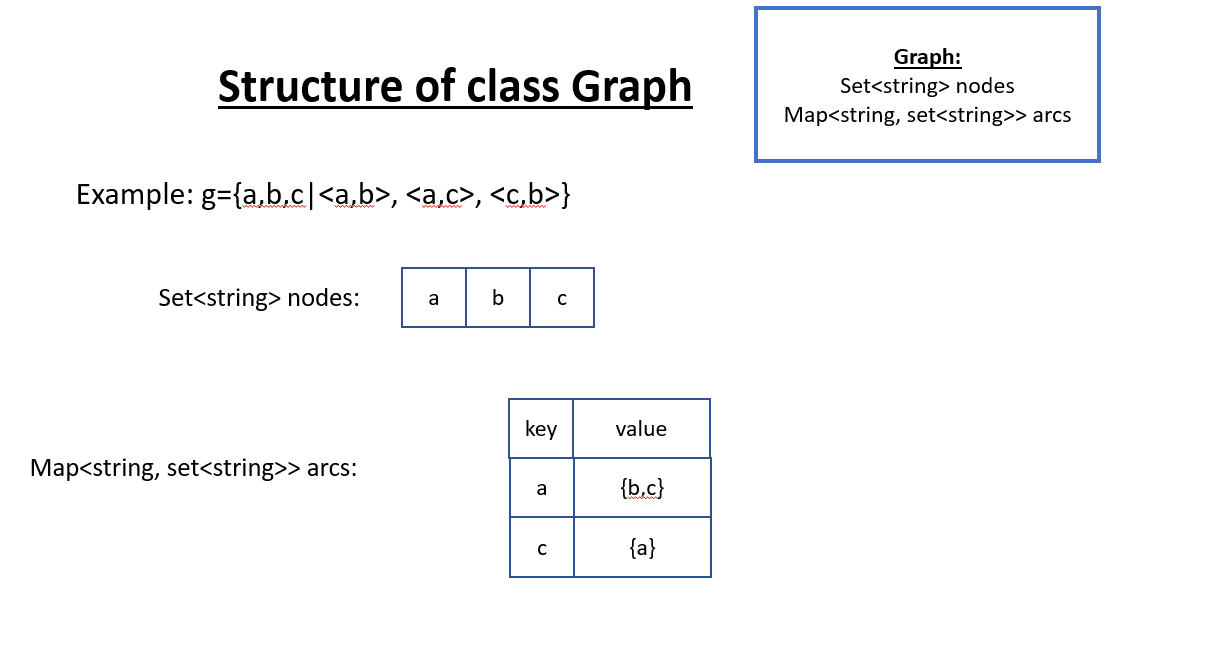 Structure of class Graph
Graph:
Set<string> nodes
Map<string, set<string>> arcs
Example: g={a,b,c|<a,b>, <a,c>, <c,b>}
Set<string> nodes:
a b c
Map<string, set<string>> arcs:
key value
a {b,c}
c {a}